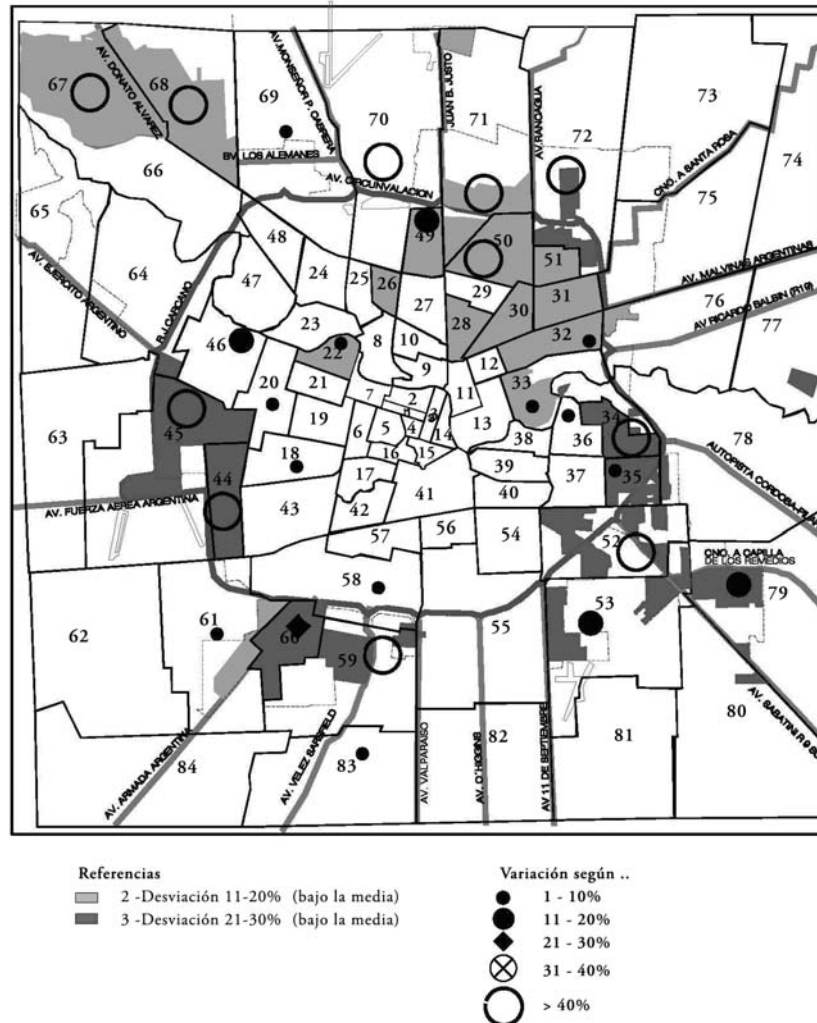 67
AV. DONATO ALVAREZ
68
69
AV. MONSEÑOR P. CABRERA
70
JUAN B. JUSTO
71
AV. RANCAGUA
72
73
CNO. A SANTA ROSA
74
75
BV. LOS ALEMANES
AV. CIRCUNVALACION
66
65
64
AV. EJERCITO ARGENTINO
R.J. CARCANO
48
47
24
25
26
49
50
51
27
29
28
30
31
AV. MALVINAS ARGENTINAS
76
AV RICARDO BALBIN (R19)
77
46
23
22
8
10
9
12
32
20
21
7
2
11
33
19
6
5
1
4
3
14
13
38
36
34
78
63
45
18
16
15
39
37
35
AUTOPISTA CORDOBA-PILAR
44
43
17
42
41
40
AV. FUERZA AEREA ARGENTINA
57
56
54
52
CNO. A CAPILLA
DE LOS REMEDIOS
58
62
61
60
59
55
53
79
80
AV. SABATINI R 9 SU
84
AV. ARMADA ARGENTINA
AV. VELEZ SARSFIELD
83
AV. VALPARAISO
AV. O´HIGGINS
82
AV 11 DE SEPTIEMBRE
81
Referencias
2 -Desviación 11-20% (bajo la media)
3 -Desviación 21-30% (bajo la media)
Variación según ..
1 - 10%
11 - 20%
21 - 30%
31 - 40%
> 40%